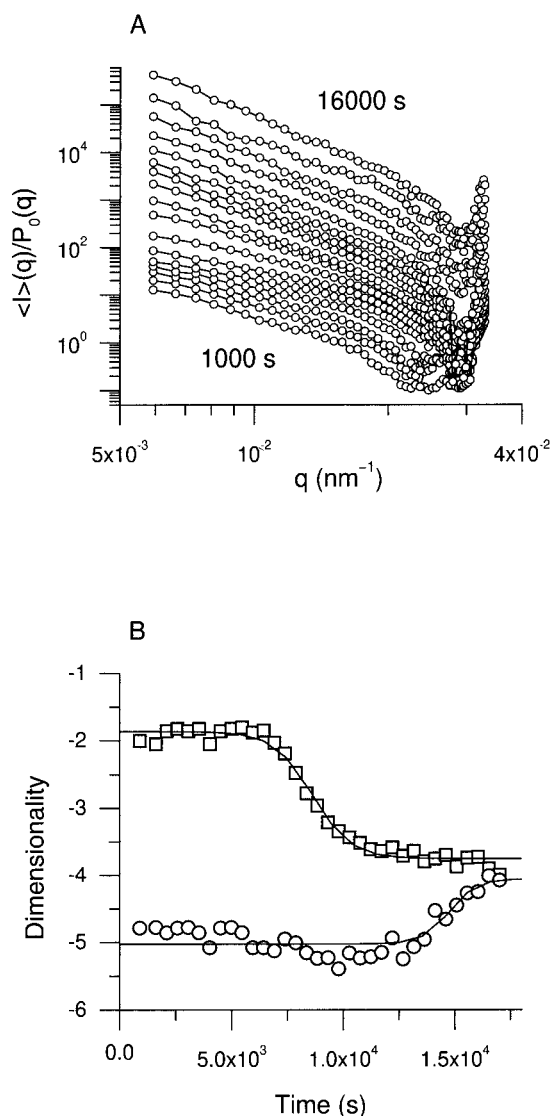 A
<I>(q)/P₀(q)
10⁴
10²
10⁰
16000 s
1000 s
5x10⁻³
10⁻²
4x10⁻²
q (nm⁻¹)
B
Dimensionality
-1
-2
-3
-4
-5
-6
0.0
5.0x10³
1.0x10⁴
1.5x10⁴
Time (s)